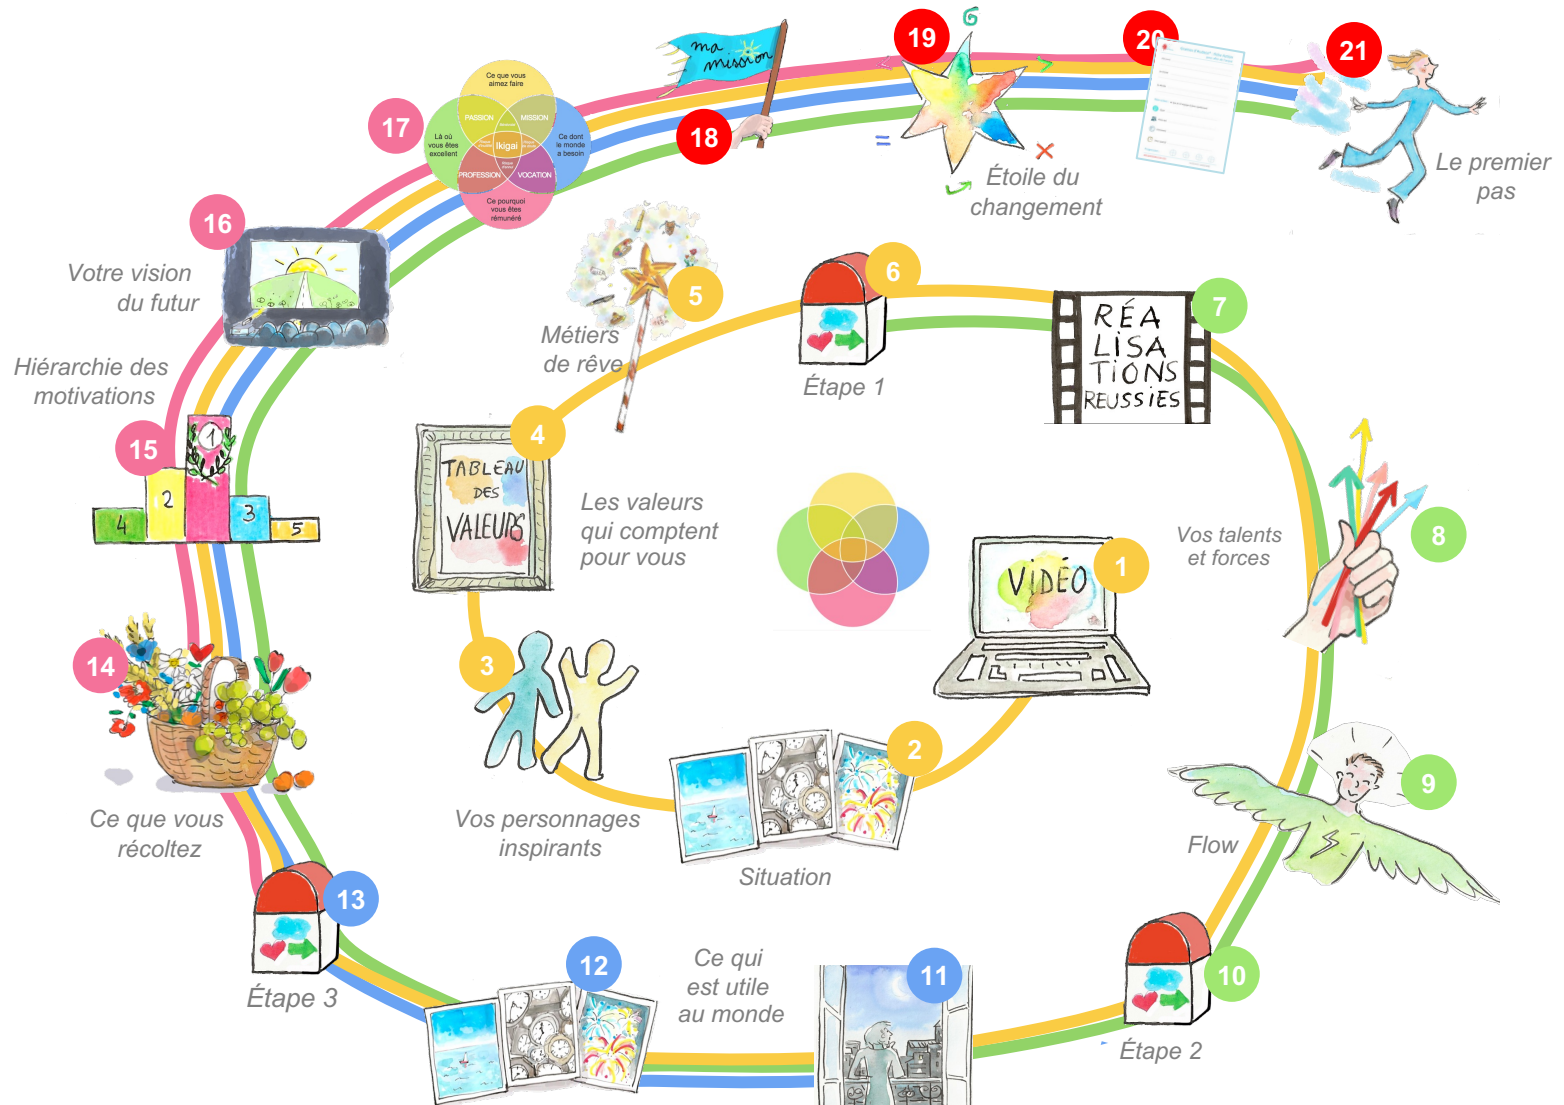 ma
mission
19
20
21
Ce que vous
aimez faire
17
PASSION
MISSION
Là où
vous êtes
excellent
Ikigai
Ce dont
le monde
a besoin
PROFESSION
VOCATION
Ce pourquoi
vous êtes
rémunéré
18
Étoile du
changement
Le premier
pas
16
Votre vision
du futur
5
Métiers
de rêve
6
Étape 1
7
RÉA
LISA
TIONS
REUSSIES
Hiérarchie des
motivations
15
1
2
3
4
5
4
TABLEAU
DES
VALEURS
Les valeurs
qui comptent
pour vous
VIDÉO
1
Vos talents
et forces
8
14
Ce que vous
récoltez
3
Vos personnages
inspirants
2
Situation
9
Flow
13
Étape 3
12
Ce qui
est utile
au monde
11
10
Étape 2